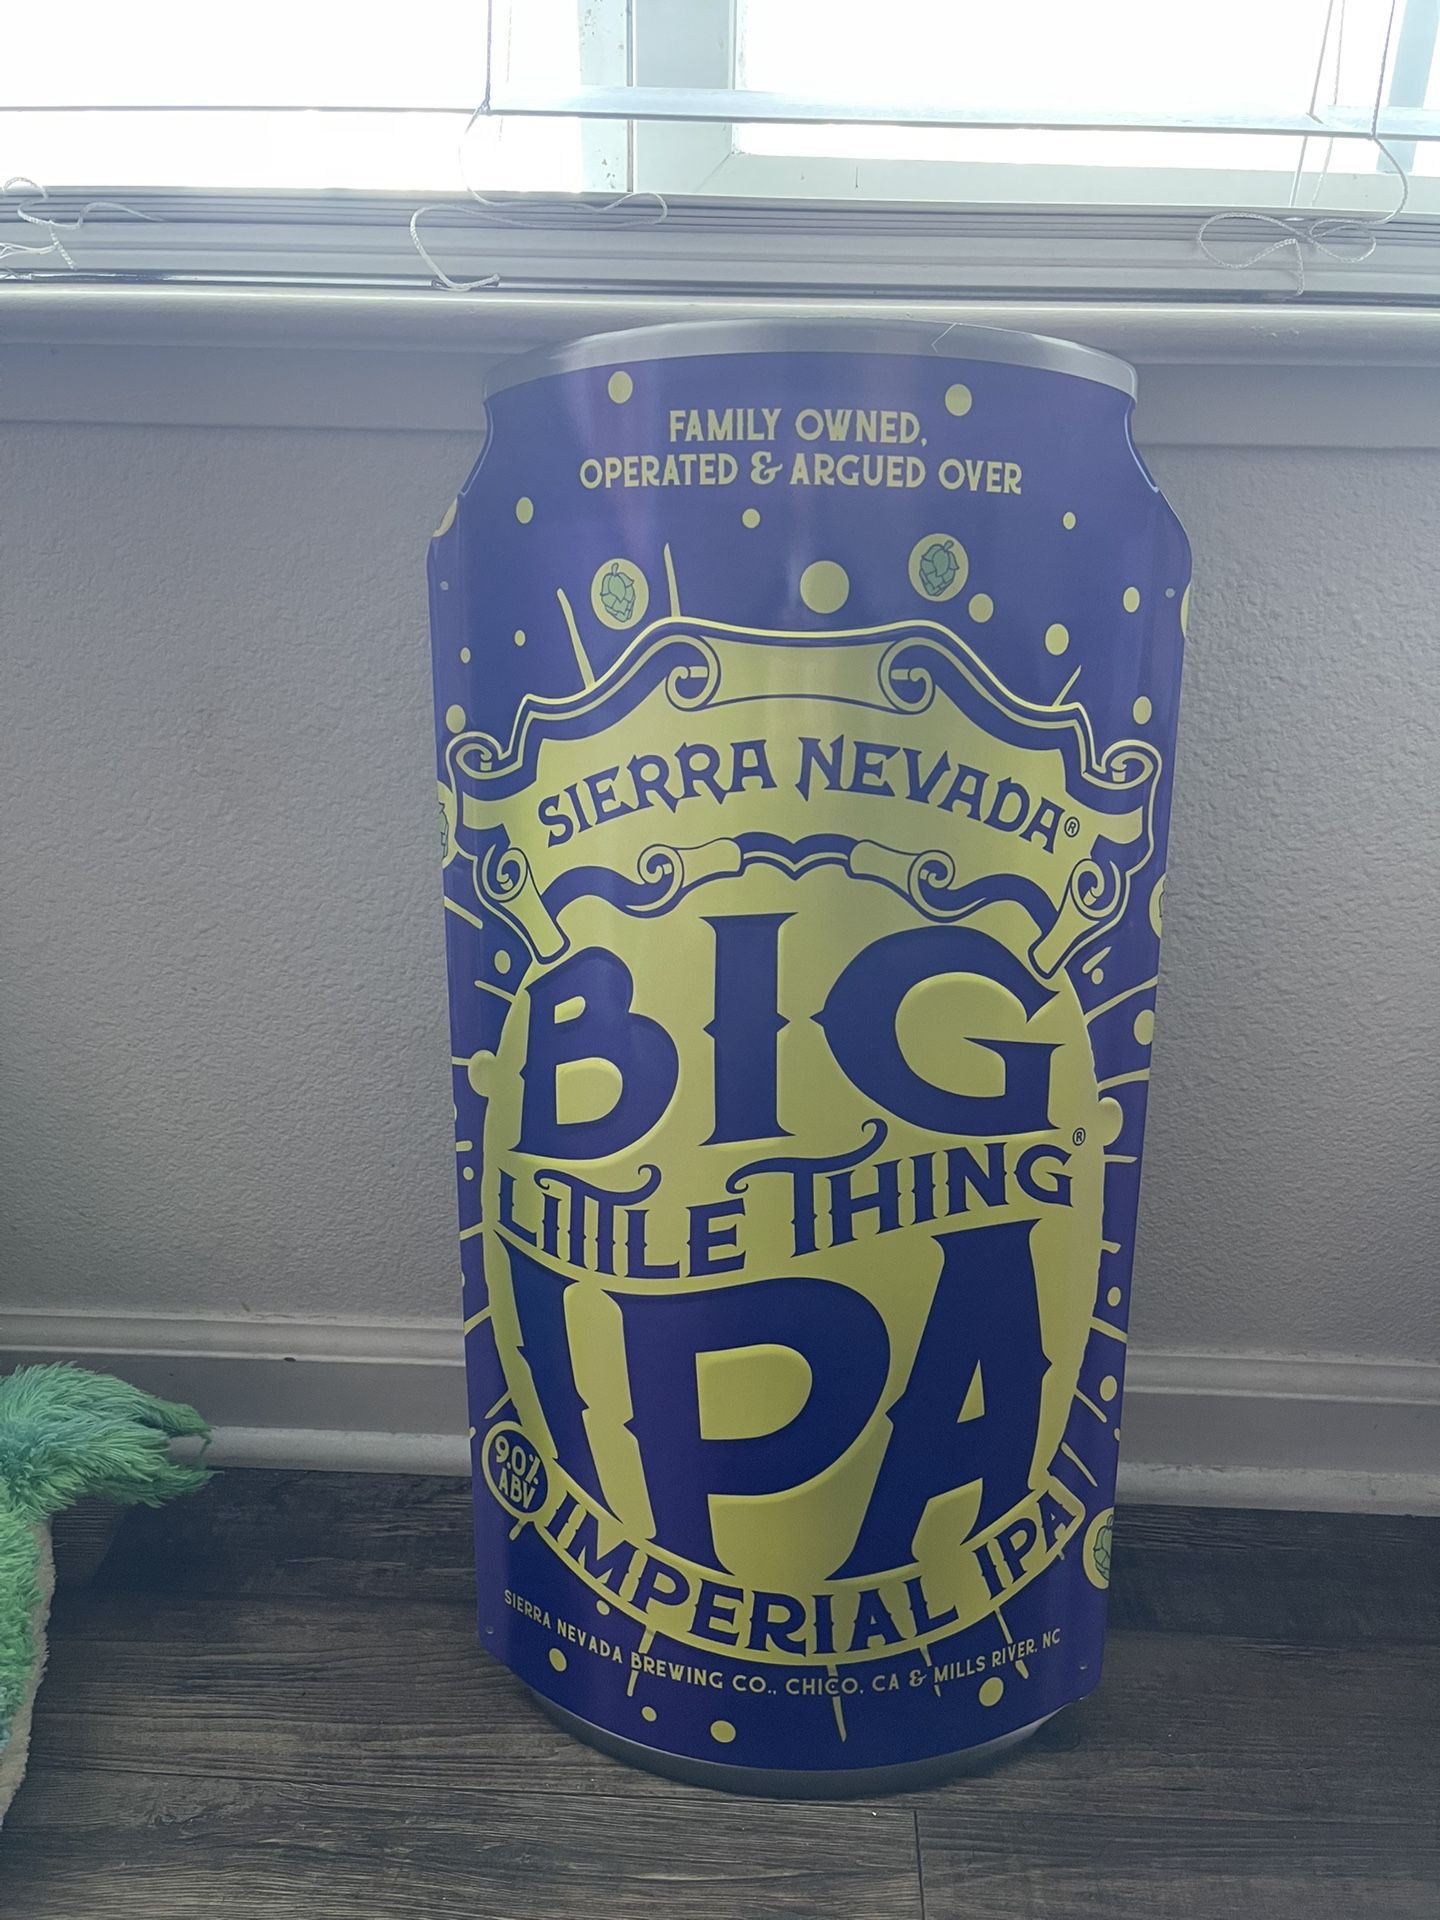 FAMILY OWNED,
OPERATED & ARGUED OVER
SIERRA NEVADA®
BIG
LITTLE THING®
IPA
9.0%
ABV
IMPERIAL IPA
SIERRA NEVADA BREWING CO., CHICO, CA & MILLS RIVER, NC